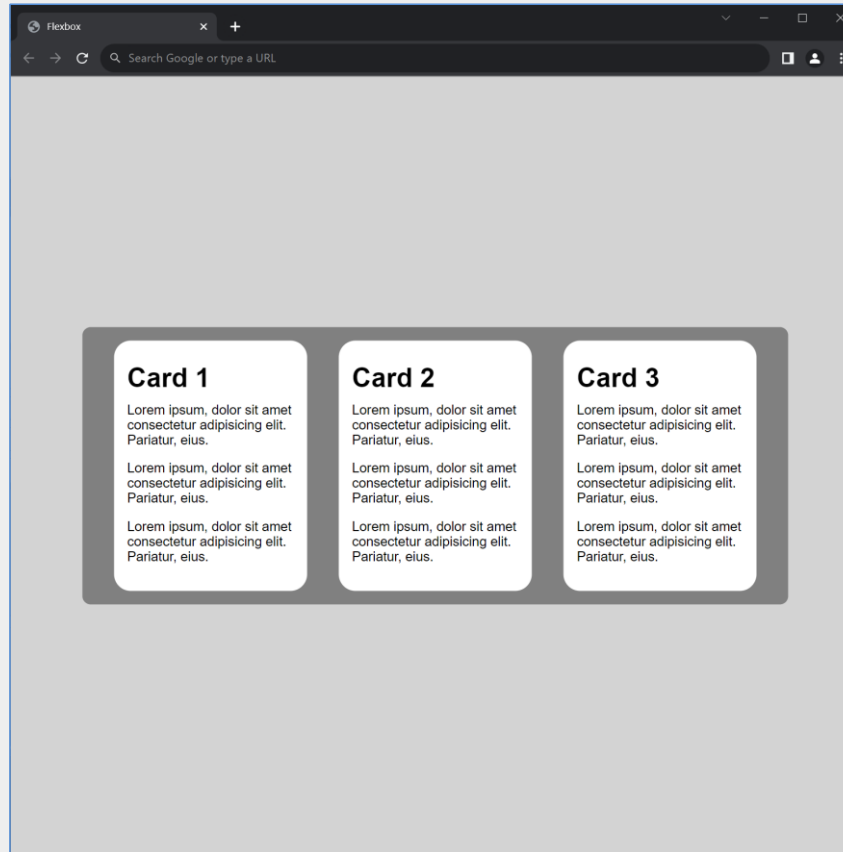 Flexbox
Search Google or type a URL
Card 1
Lorem ipsum, dolor sit amet
consectetur adipisicing elit.
Pariatur, eius.
Lorem ipsum, dolor sit amet
consectetur adipisicing elit.
Pariatur, eius.
Lorem ipsum, dolor sit amet
consectetur adipisicing elit.
Pariatur, eius.
Card 2
Lorem ipsum, dolor sit amet
consectetur adipisicing elit.
Pariatur, eius.
Lorem ipsum, dolor sit amet
consectetur adipisicing elit.
Pariatur, eius.
Lorem ipsum, dolor sit amet
consectetur adipisicing elit.
Pariatur, eius.
Card 3
Lorem ipsum, dolor sit amet
consectetur adipisicing elit.
Pariatur, eius.
Lorem ipsum, dolor sit amet
consectetur adipisicing elit.
Pariatur, eius.
Lorem ipsum, dolor sit amet
consectetur adipisicing elit.
Pariatur, eius.